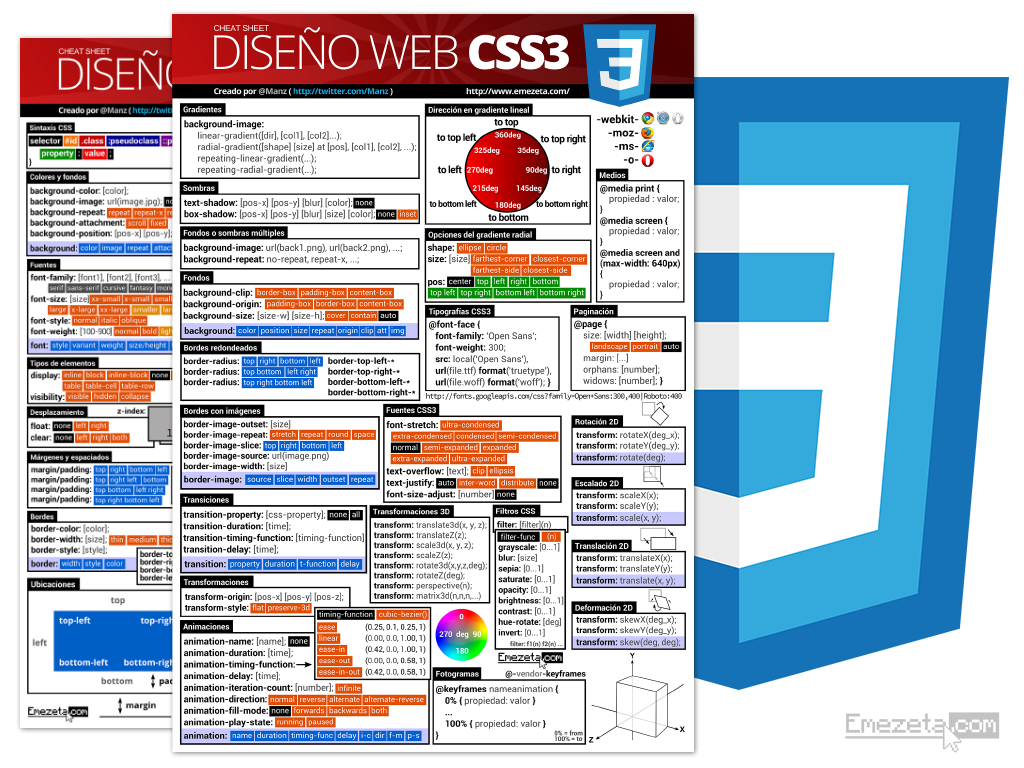 CHEAT SHEET
DISEÑ
Creado por @Manz ( http://twit
Sintaxis CSS
selector #id .class :pseudoclass ::p
property : value ;
}
Colores y fondos
background-color: [color];
background-image: url(image.jpg); no
background-repeat: repeat repeat-x r
background-attachment: scroll fixed
background-position: [pos-x] [pos-y];
background: color image repeat attac
Fuentes
font-family: [font1], [font2], [font3], ...
serif sans-serif cursive fantasy mono
font-size: [size] xx-small x-small small
large x-large xx-large smaller lar
font-style: normal italic oblique
font-weight: [100-900] normal bold ligh
font: style variant weight size/height
Tipos de elementos
display: inline block inline-block none
table table-cell table-row
visibility: visible hidden collapse
Desplazamiento z-index:
float: none left right
clear: none left right both
Márgenes y espaciados
margin/padding: top right bottom left
margin/padding: top right left bottom
margin/padding: top bottom left right
margin/padding: top right bottom left
Bordes
border-color: [color];
border-width: [size]; thin medium thic
border-style: [style];
border: width style color
border-to
border-ri
border-bo
border-le
Ubicaciones
top
top-left top-righ
left
bottom-left bottom-righ
bottom pad
margin
Emezeta.com
CHEAT SHEET
DISEÑO WEB CSS3
Creado por @Manz ( http://twitter.com/Manz ) http://www.emezeta.com/
Gradientes
background-image:
linear-gradient([dir], [col1], [col2]...);
radial-gradient([shape] [size] at [pos], [col1], [col2], ...);
repeating-linear-gradient(...);
repeating-radial-gradient(...);
Sombras
text-shadow: [pos-x] [pos-y] [blur] [color]; none
box-shadow: [pos-x] [pos-y] [blur] [size] [color]; none inset
Fondos o sombras múltiples
background-image: url(back1.png), url(back2.png), ...;
background-repeat: no-repeat, repeat-x, ...;
Fondos
background-clip: border-box padding-box content-box
background-origin: padding-box border-box content-box
background-size: [size-w] [size-h]; cover contain auto
background: color position size repeat origin clip att img
Bordes redondeados
border-radius: top right bottom left border-top-left-*
border-radius: top bottom left right border-top-right-*
border-radius: top right bottom left border-bottom-left-*
border-bottom-right-*
Bordes con imágenes
border-image-outset: [size]
border-image-repeat: stretch repeat round space
border-image-slice: top right bottom left
border-image-source: url(image.png)
border-image-width: [size]
border-image: source slice width outset repeat
Transiciones
transition-property: [css-property]; none all
transition-duration: [time];
transition-timing-function: [timing-function]
transition-delay: [time];
transition: property duration t-function delay
Transformaciones
transform-origin: [pos-x] [pos-y] [pos-z];
transform-style: flat preserve-3d
Animaciones
animation-name: [name]; none
animation-duration: [time];
animation-timing-function:
animation-delay: [time];
animation-iteration-count: [number]; infinite
animation-direction: normal reverse alternate alternate-reverse
animation-fill-mode: none forwards backwards both
animation-play-state: running paused
animation: name duration timing-func delay i-c dir f-m p-s
timing-function cubic-bezier()
ease (0.25, 0.1, 0.25, 1)
linear (0.00, 0.0, 1.00, 1)
ease-in (0.42, 0.0, 1.00, 1)
ease-out (0.00, 0.0, 0.58, 1)
ease-in-out (0.42, 0.0, 0.58, 1)
Dirección en gradiente lineal
to top
to top left 360deg to top right
325deg 35deg
to left 270deg 90deg to right
215deg 145deg
to bottom left 180deg to bottom right
to bottom
Opciones del gradiente radial
shape: ellipse circle
size: [size] farthest-corner closest-corner
farthest-side closest-side
pos: center top left right bottom
top left top right bottom left bottom right
-webkit-
-moz-
-ms-
-o-
Medios
@media print {
propiedad : valor;
}
@media screen {
propiedad : valor;
}
@media screen and
(max-width: 640px)
{
propiedad : valor;
}
Tipografías CSS3
@font-face {
font-family: 'Open Sans';
font-weight: 300;
src: local('Open Sans),
url(file.ttf) format('truetype'),
url(file.woff) format('woff'); }
Paginación
@page {
size: [width] [height];
landscape portrait auto
margin: [...]
orphans: [number];
widows: [number]; }
http://fonts.googleapis.com/css?family=Open+Sans:300,400|Roboto:400
Fuentes CSS3
font-stretch: ultra-condensed
extra-condensed condensed semi-condensed
normal semi-expanded expanded
extra-expanded ultra-expanded
text-overflow: [text], clip ellipsis
text-justify: auto inter-word distribute none
font-size-adjust: [number] none
Rotación 2D
transform: rotateX(deg_x);
transform: rotateY(deg_y);
transform: rotate(deg);
Escalado 2D
transform: scaleX(x);
transform: scaleY(y);
transform: scale(x, y);
Translación 2D
transform: translateX(x);
transform: translateY(y);
transform: translate(x, y);
Deformación 2D
transform: skewX(deg_x);
transform: skewY(deg_y);
transform: skew(deg, deg);
Transformaciones 3D
transform: translate3d(x, y, z);
transform: translateZ(z);
transform: scale3d(x, y, z);
transform: scaleZ(z);
transform: rotate3d(x,y,z,deg);
transform: rotateZ(deg);
transform: perspective(n);
transform: matrix3d(n,n,n,...)
Filtros CSS
filter: [filter](n)
filter-func (n)
grayscale: [0...1]
blur: [size]
sepia: [0...1]
saturate: [0...1]
opacity: [0...1]
brightness: [0...1]
contrast: [0...1]
hue-rotate: [deg]
invert: [0...1]
filter: f1(n) f2(n) ...
0
270 deg 90
180
Emezeta.com
Fotogramas @-vendor-keyframes
@keyframes nameanimation {
0% { propiedad: valor }
...
100% { propiedad: valor }
}
0% = from
100% = to
Y
X
Z
Emezeta.com